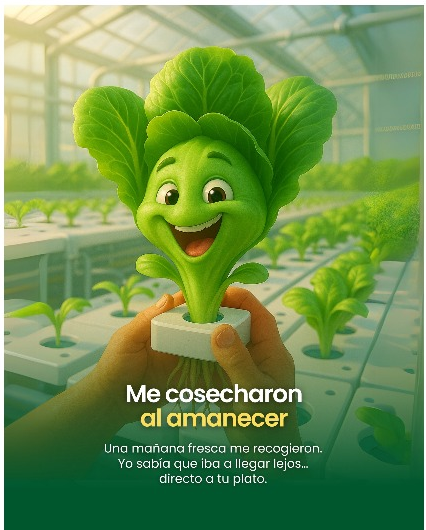 Me cosecharon
al amanecer
Una mañana fresca me recogieron.
Yo sabía que iba a llegar lejos...
directo a tu plato.